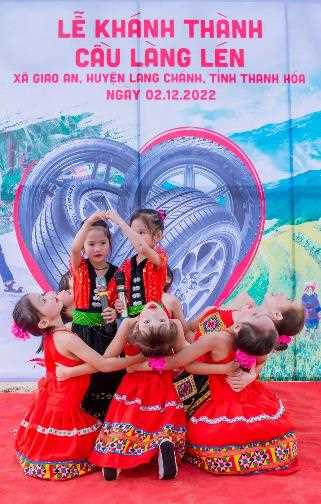 LỄ KHÁNH THÀNH
CẦU LÀNG LÉN
XÃ GIAO AN, HUYỆN LANG CHÁNH, TỈNH THANH HÓA
NGÀY 02.12.2022